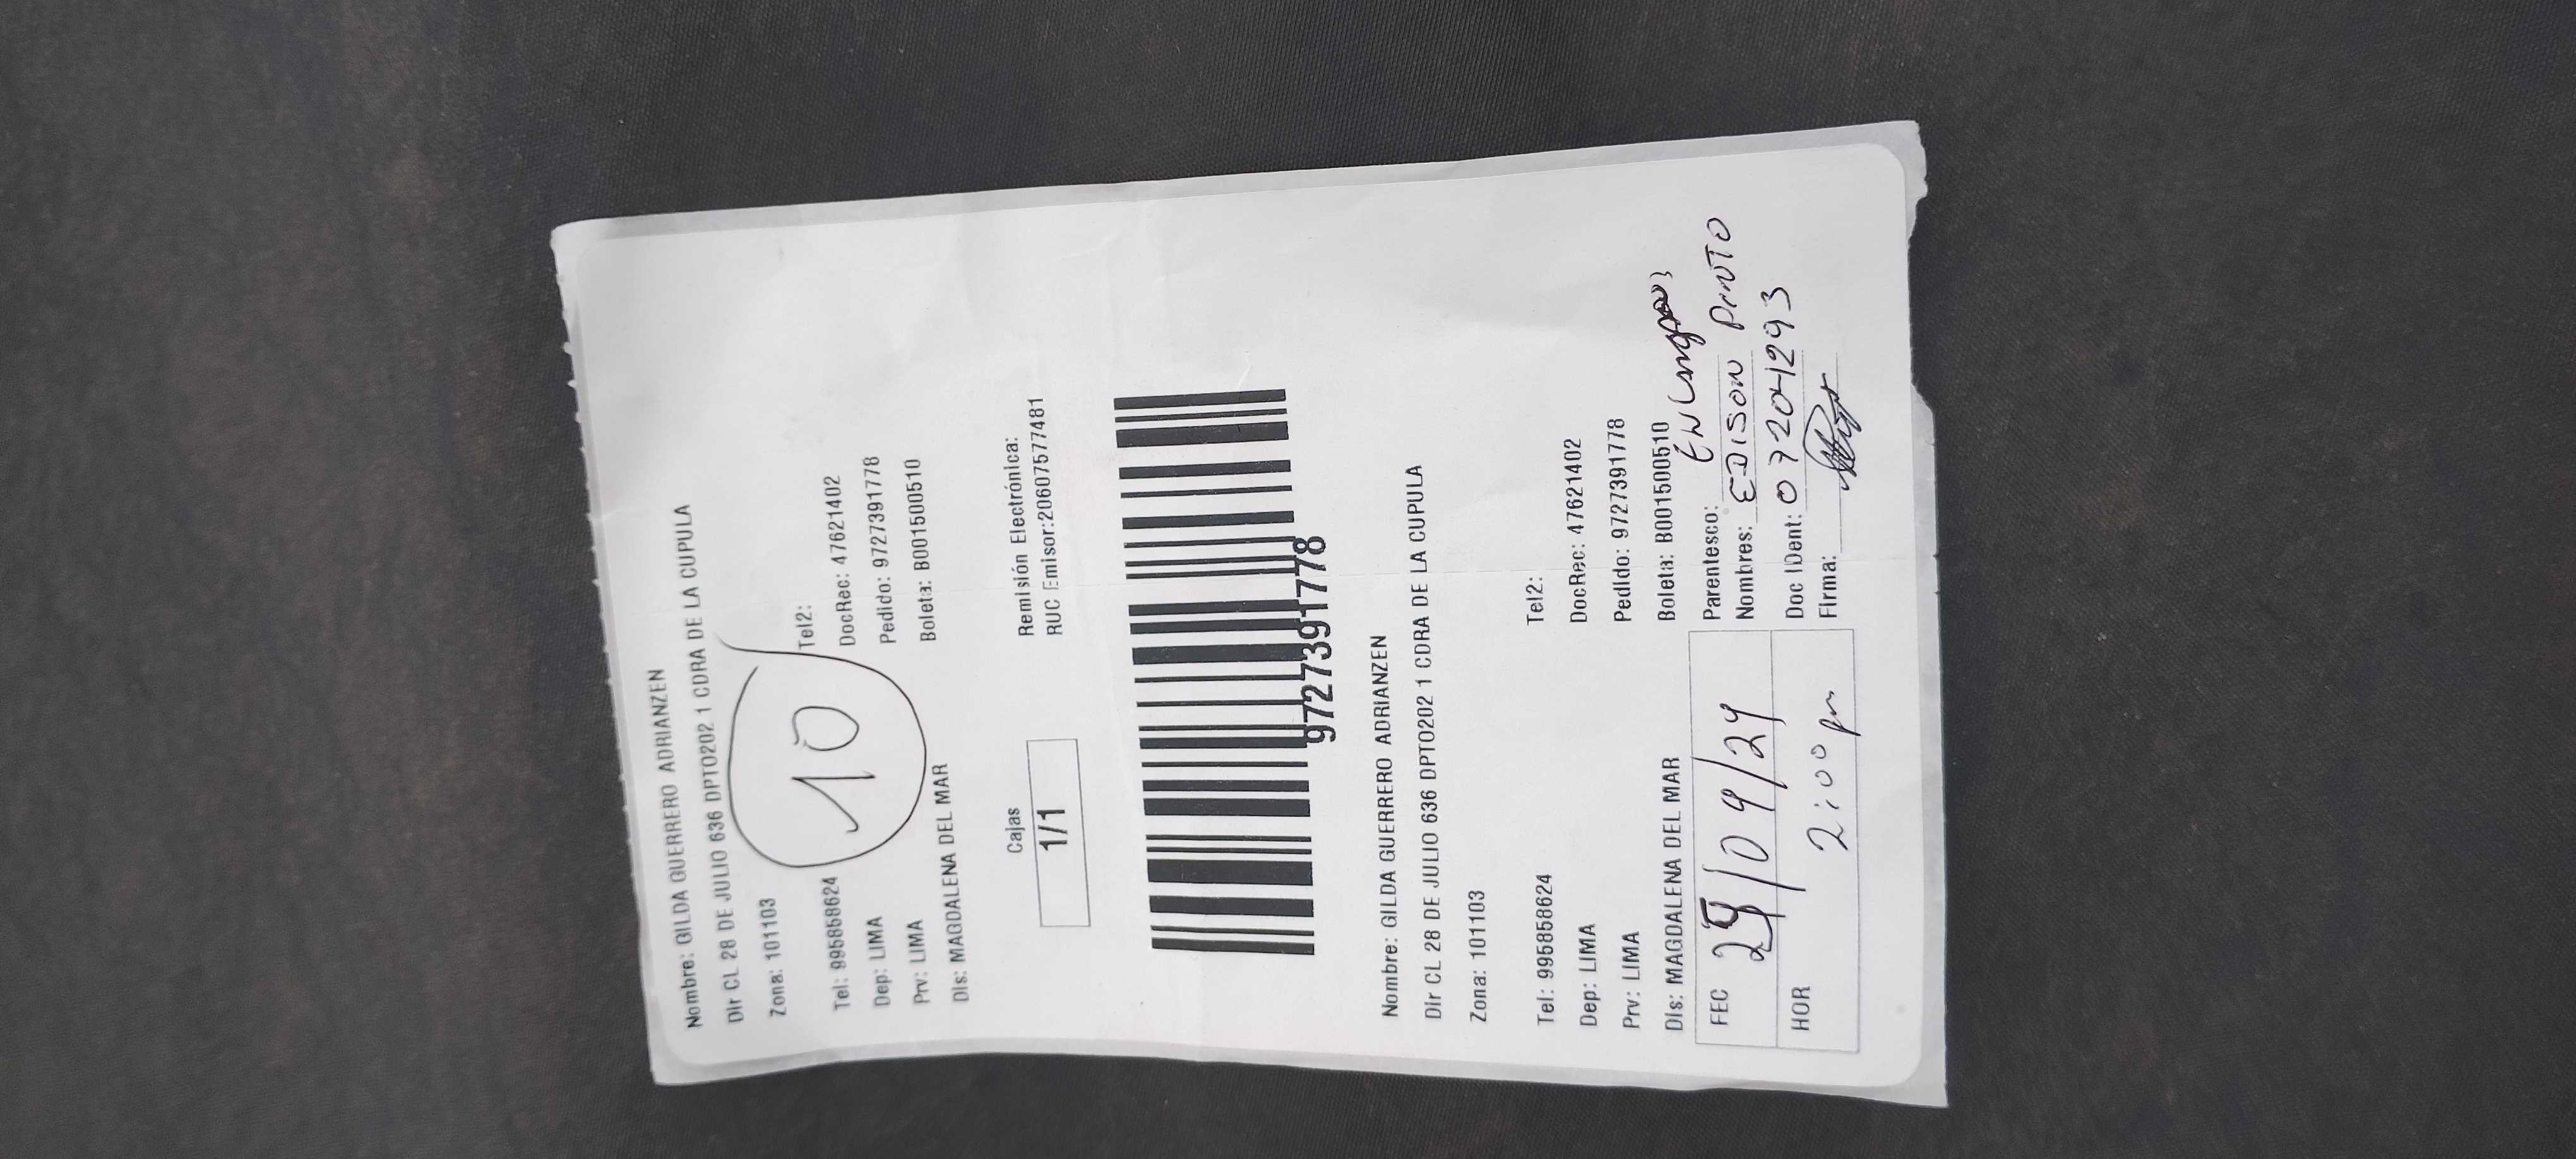 Nombre: GILDA GUERRERO ADRIANZEN
Dir CL 28 DE JULIO 636 DPTO202 1 CDRA DE LA CUPULA
Zona: 101103
10
Tel: 995858624 Tel2:
Dep: LIMA DocRec: 47621402
Prv: LIMA Pedido: 9727391778
Dis: MAGDALENA DEL MAR Boleta: B001500510
Cajas Remisión Electrónica:
1/1 RUC Emisor:20607577481
9727391778
Nombre: GILDA GUERRERO ADRIANZEN
Dir CL 28 DE JULIO 636 DPTO202 1 CDRA DE LA CUPULA
Zona: 101103
Tel: 995858624 Tel2:
Dep: LIMA DocRec: 47621402
Prv: LIMA Pedido: 9727391778
Dis: MAGDALENA DEL MAR Boleta: B001500510
FEC /09/24 Parentesco:
Nombres: EDISON
HOR 2:00 pm Doc IDent: 07201293
Firma: